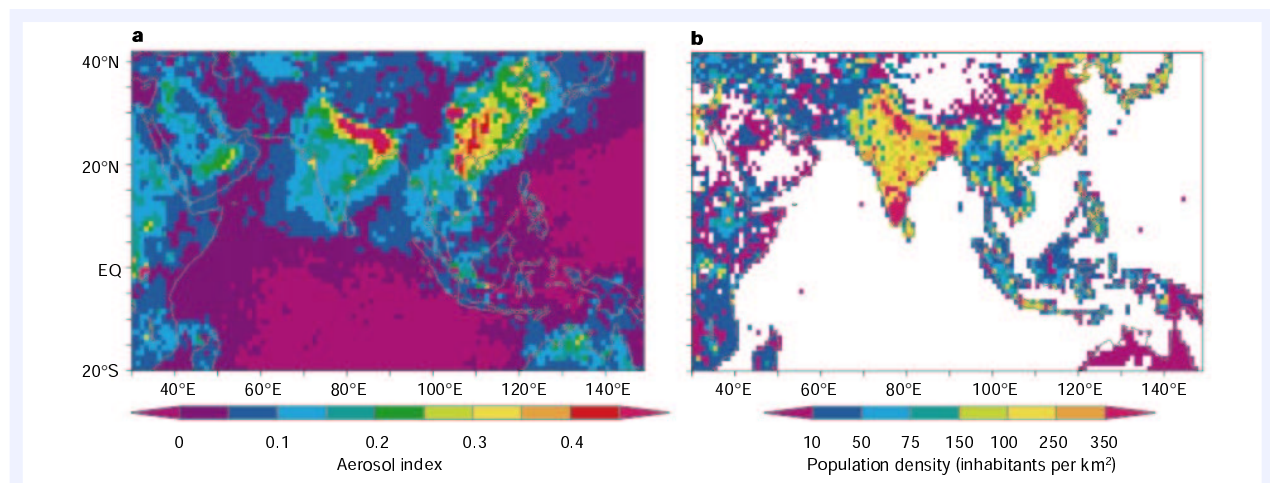 a
b
40°N
20°N
EQ
20°S
40°E 60°E 80°E 100°E 120°E 140°E
40°E 60°E 80°E 100°E 120°E 140°E
0 0.1 0.2 0.3 0.4
10 50 75 150 100 250 350
Aerosol index
Population density (inhabitants per km²)